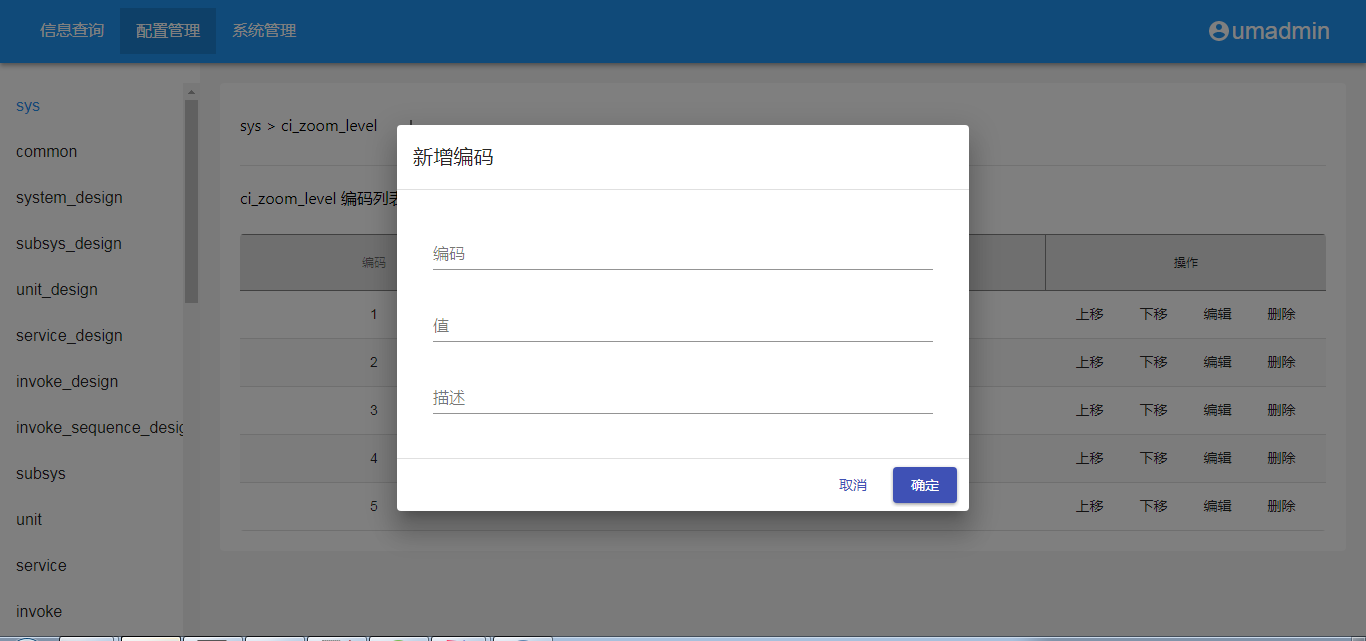 信息查询 配置管理 系统管理 umadmin
sys
common
system_design
subsys_design
unit_design
service_design
invoke_design
invoke_sequence_desig
subsys
unit
service
invoke
sys > ci_zoom_level
ci_zoom_level 编码列表
编码 操作
1 上移 下移 编辑 删除
2 上移 下移 编辑 删除
3 上移 下移 编辑 删除
4 上移 下移 编辑 删除
5 上移 下移 编辑 删除
新增编码
编码
值
描述
取消 确定